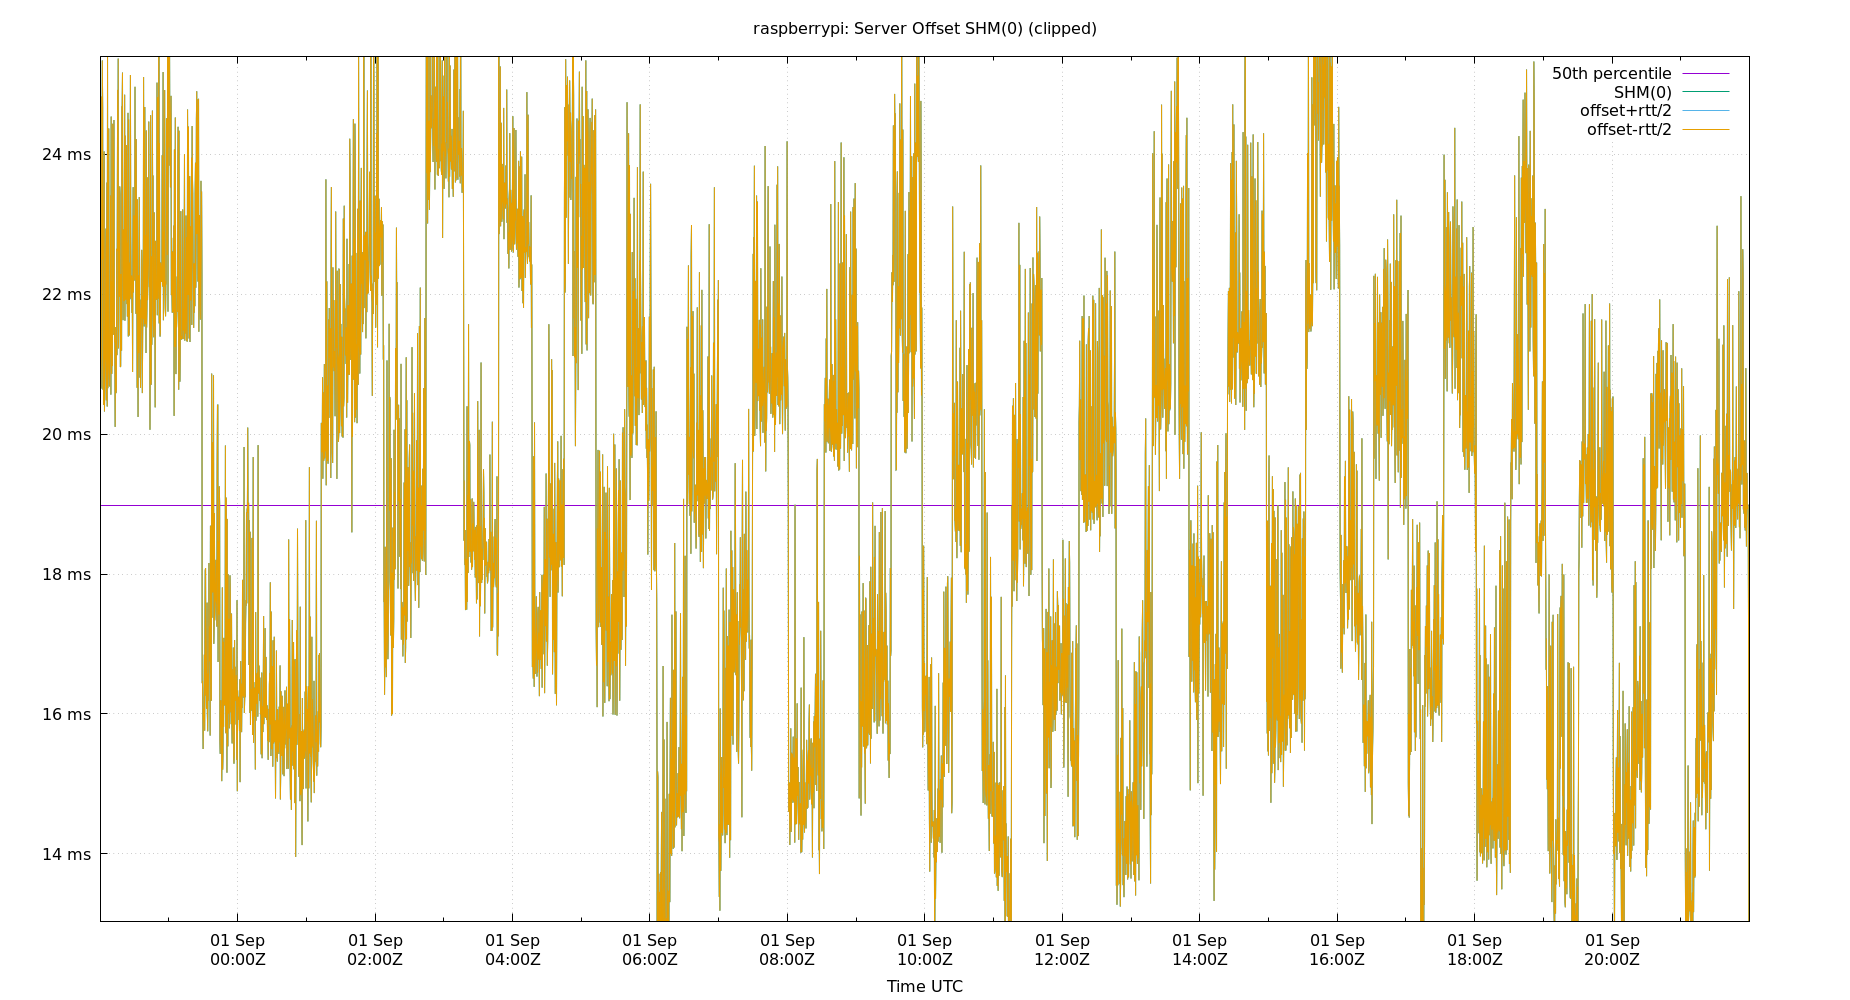 raspberrypi: Server Offset SHM(0) (clipped)
50th percentile
SHM(0)
offset+rtt/2
offset-rtt/2
24 ms
22 ms
20 ms
18 ms
16 ms
14 ms
01 Sep 01 Sep 01 Sep 01 Sep 01 Sep 01 Sep 01 Sep 01 Sep 01 Sep 01 Sep 01 Sep
00:00Z 02:00Z 04:00Z 06:00Z 08:00Z 10:00Z 12:00Z 14:00Z 16:00Z 18:00Z 20:00Z
Time UTC